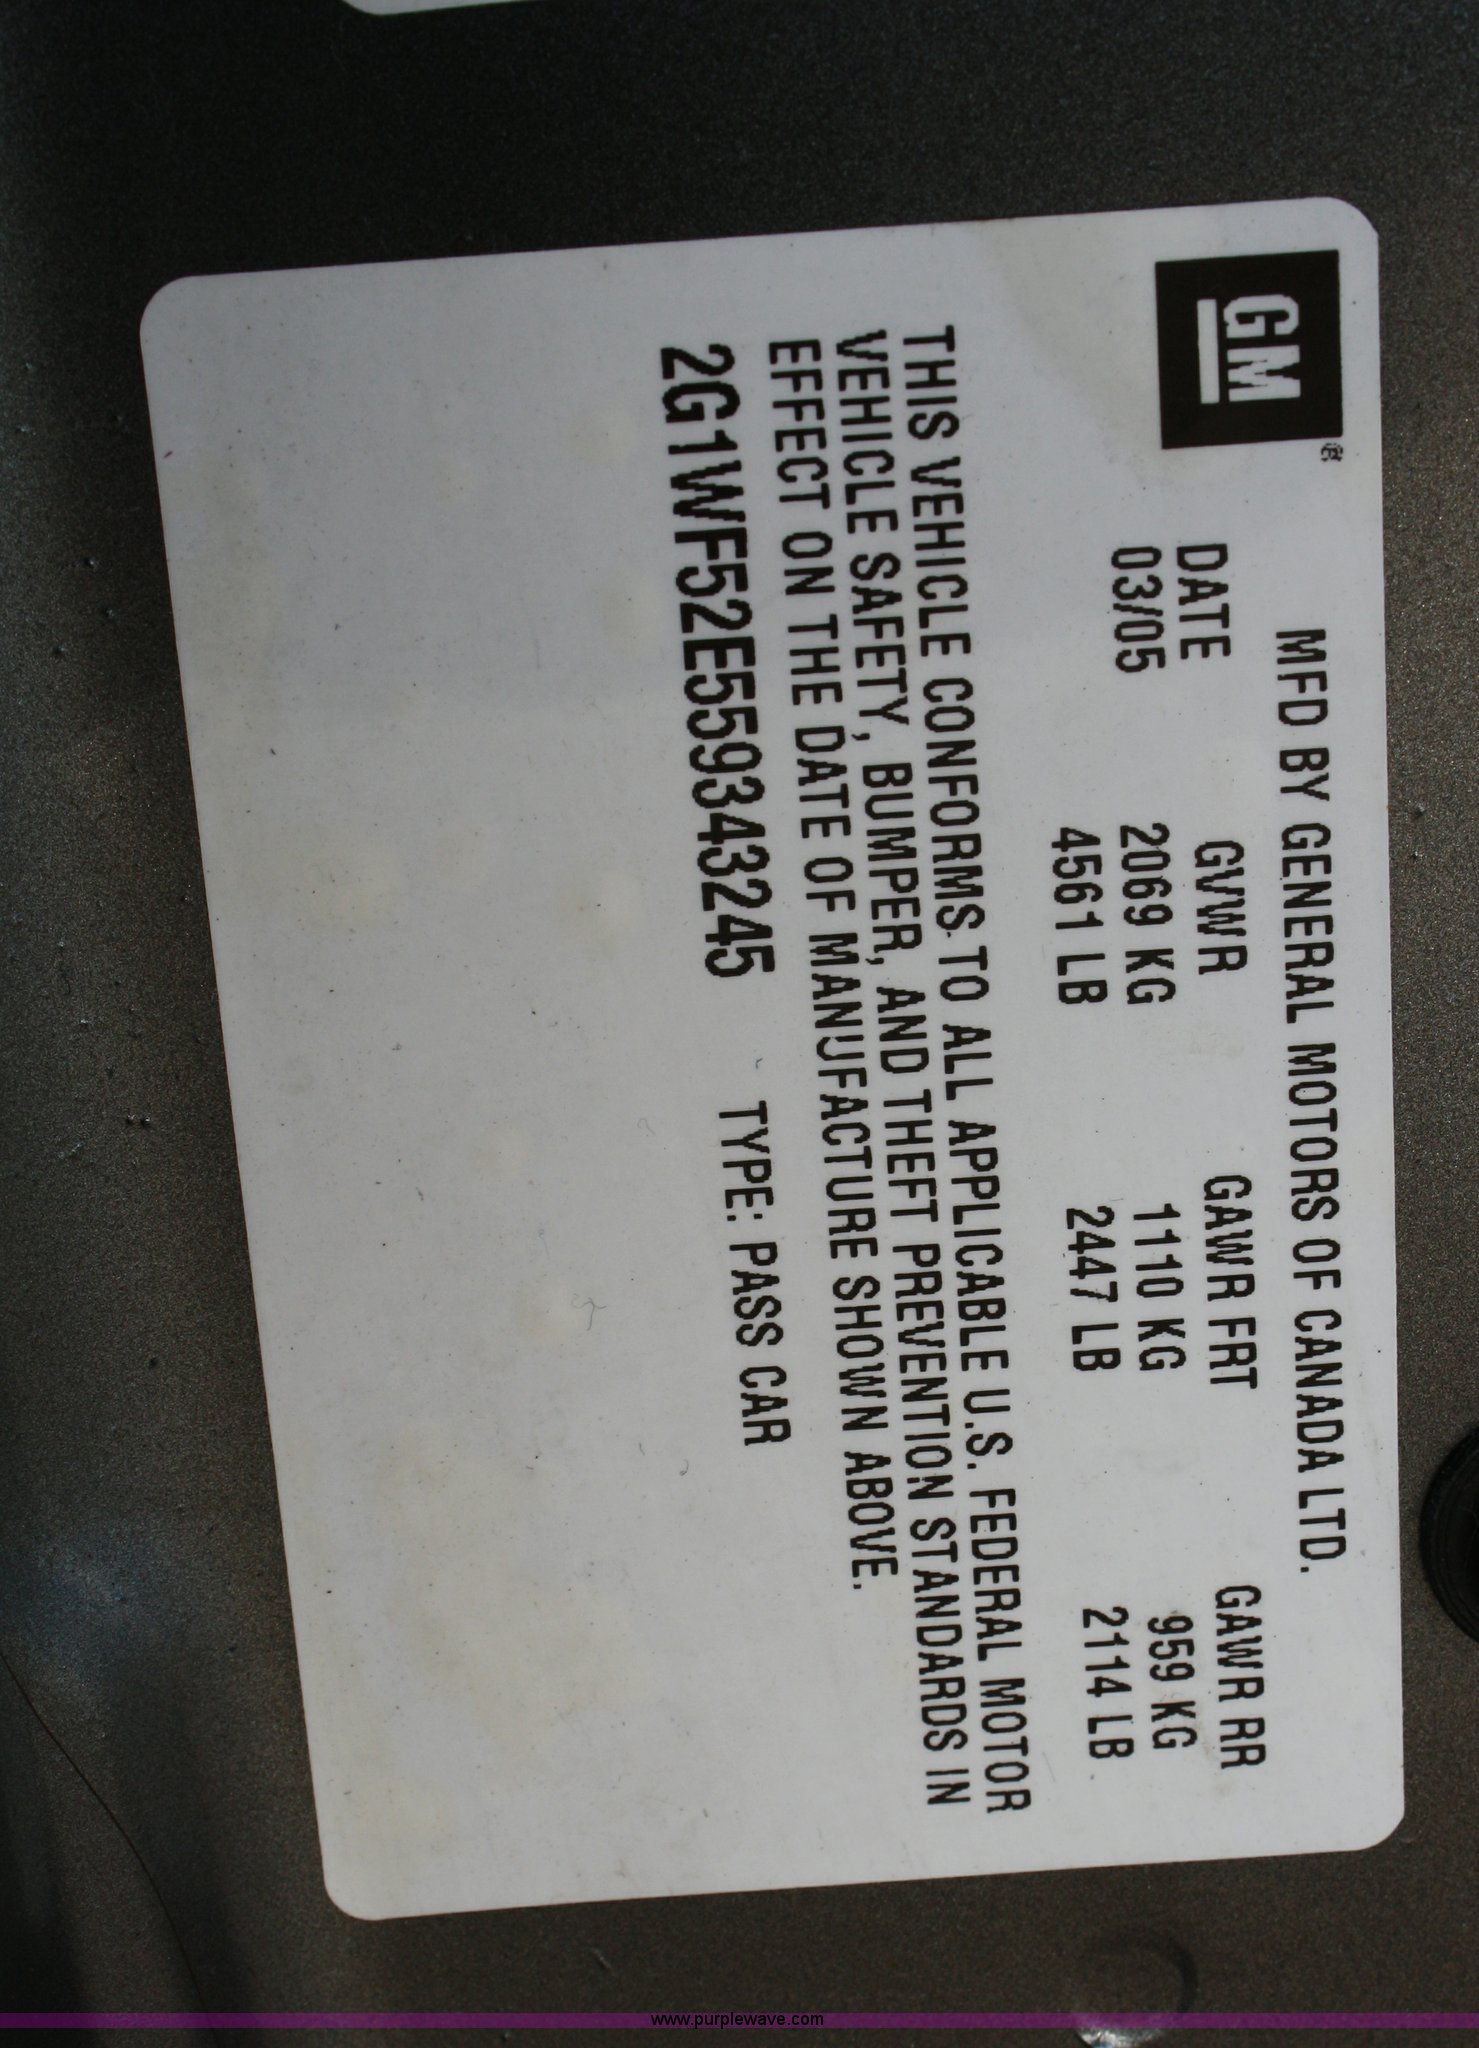 GM®
MFD BY GENERAL MOTORS OF CANADA LTD.
DATE GVWR GAWR FRT GAWR RR
03/05 2069 KG 1110 KG 959 KG
4561 LB 2447 LB 2114 LB
THIS VEHICLE CONFORMS TO ALL APPLICABLE U.S. FEDERAL MOTOR
VEHICLE SAFETY, BUMPER, AND THEFT PREVENTION STANDARDS IN
EFFECT ON THE DATE OF MANUFACTURE SHOWN ABOVE.
2G1WF52E559343245 TYPE: PASS CAR
www.purplewave.com